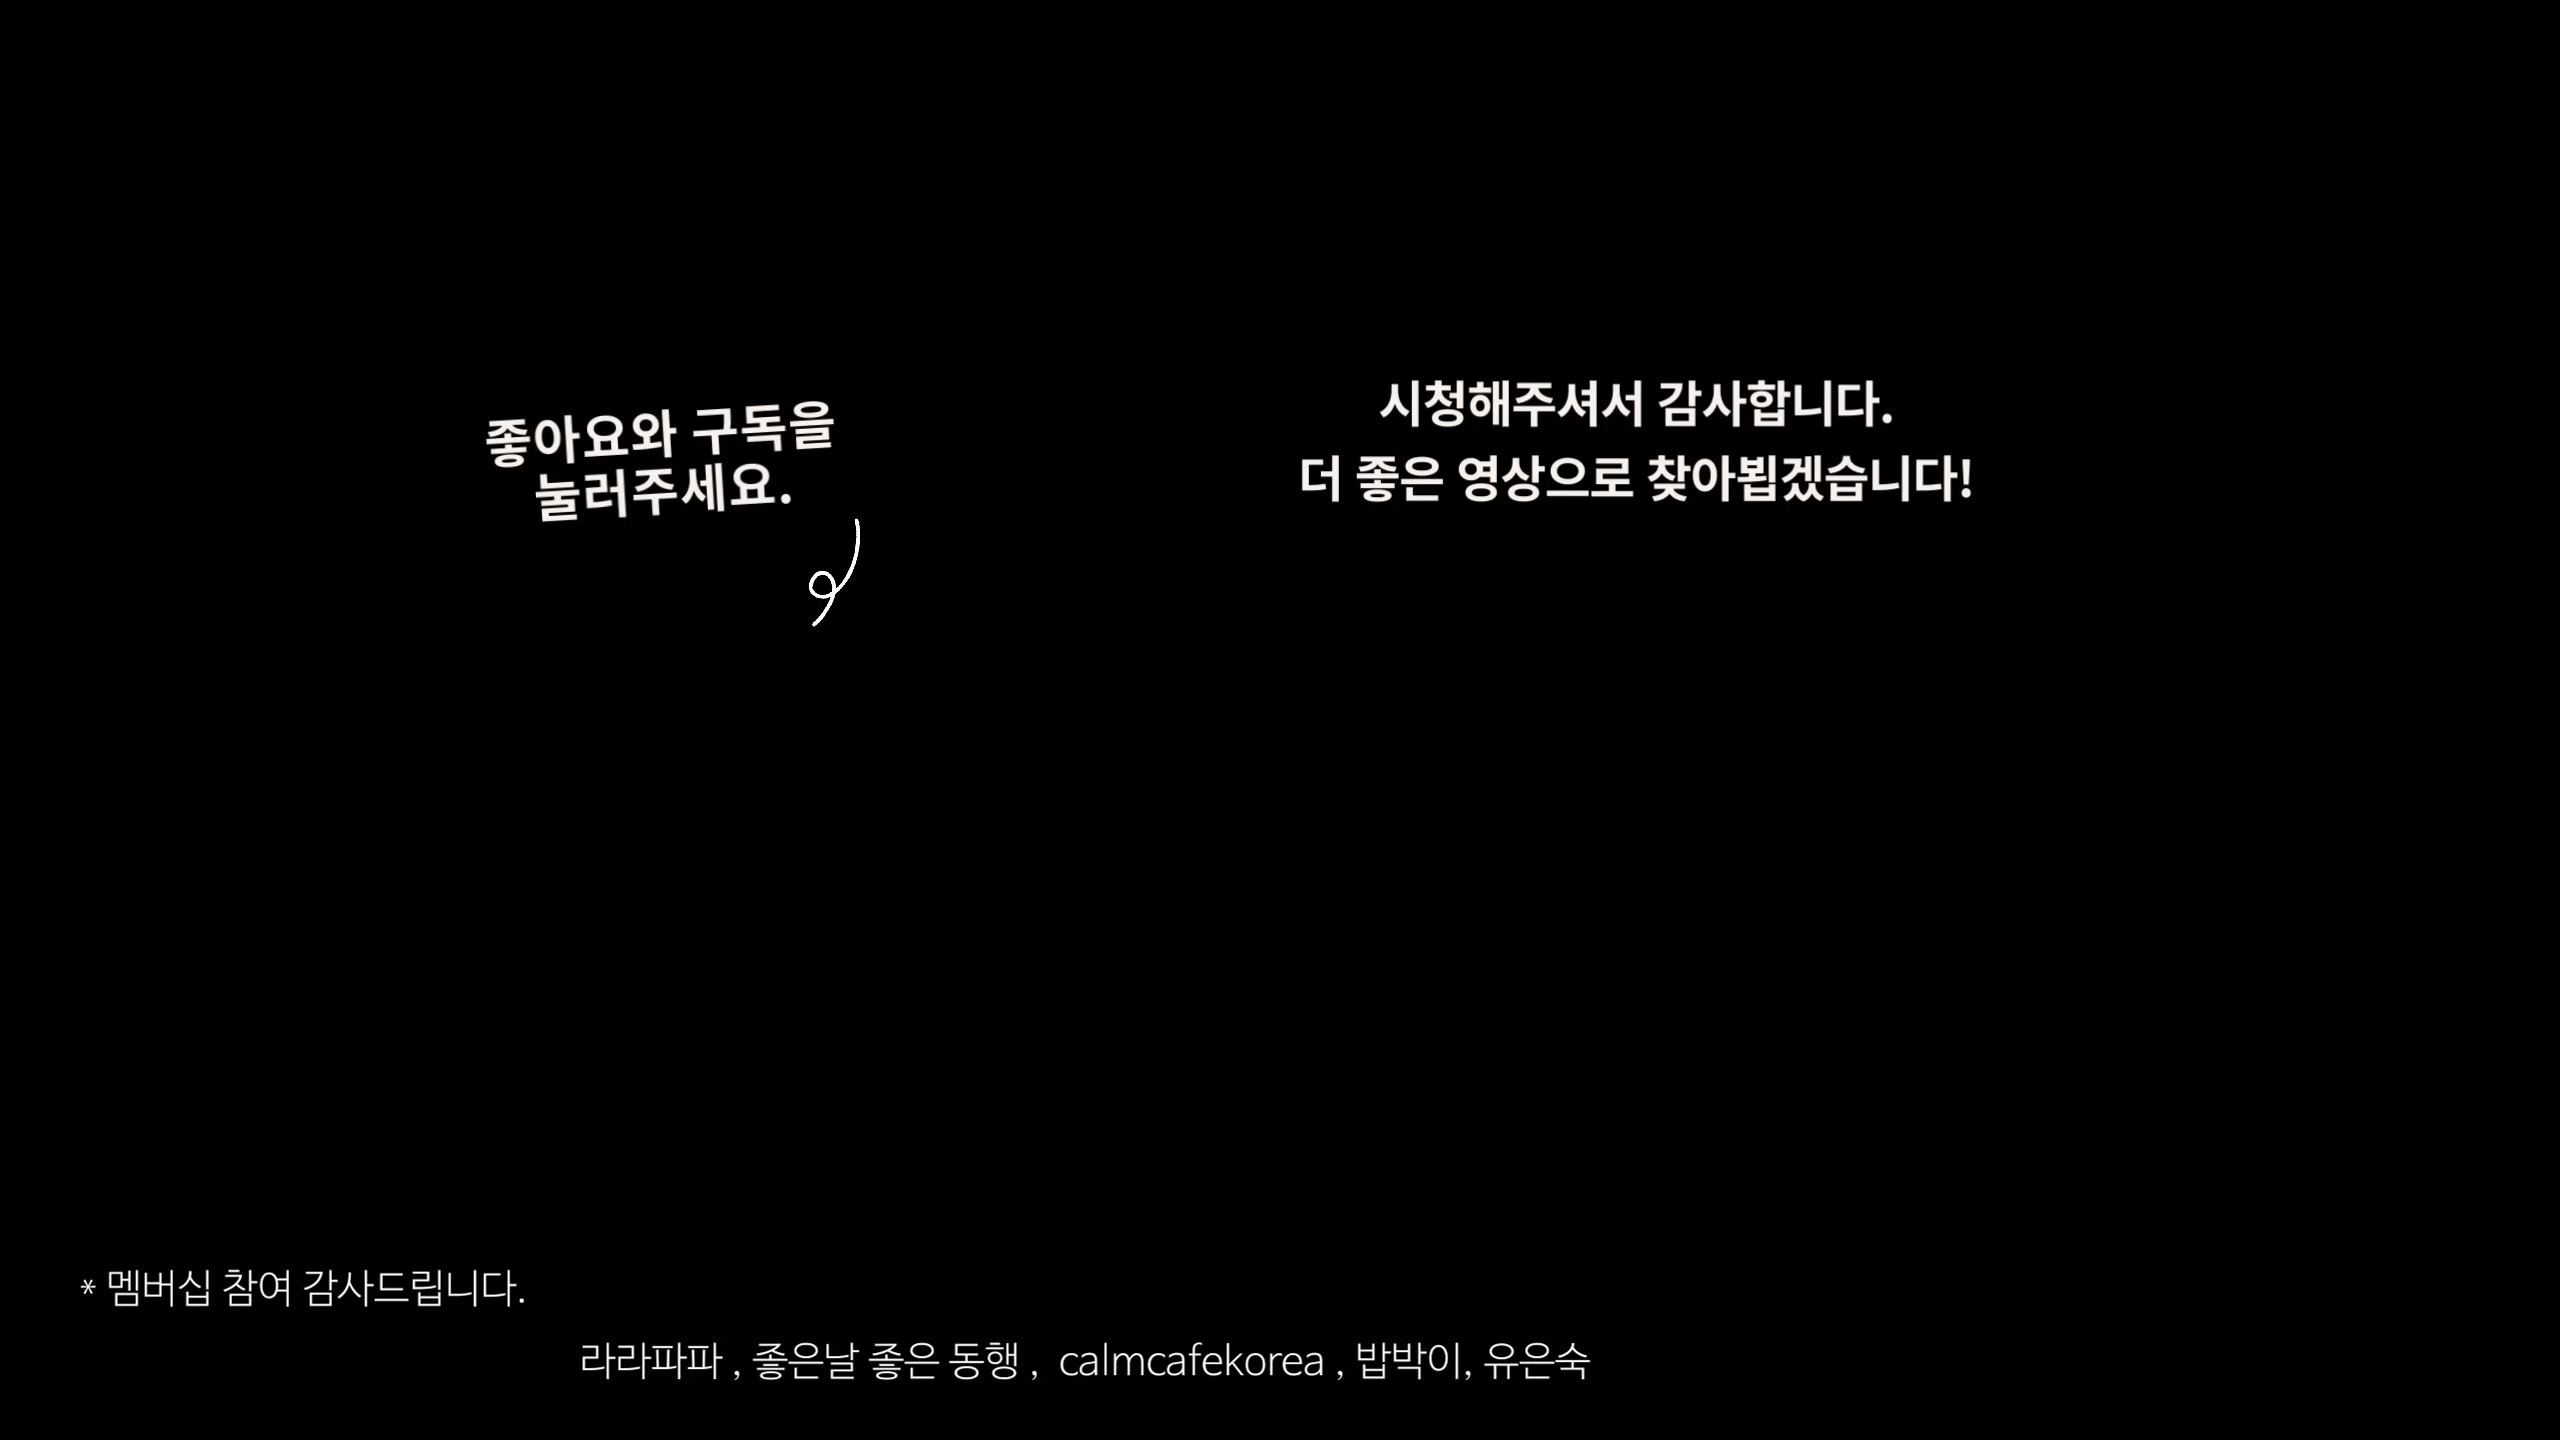 좋아요와 구독을
눌러주세요.
시청해주셔서 감사합니다.
더 좋은 영상으로 찾아뵙겠습니다!
* 멤버십 참여 감사드립니다.
라라파파 , 좋은날 좋은 동행 , calmcafekorea , 밥박이, 유은숙